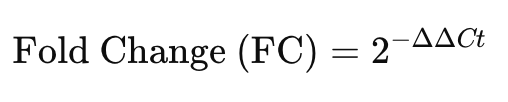 Fold Change (FC) = 2^{−ΔΔCt}